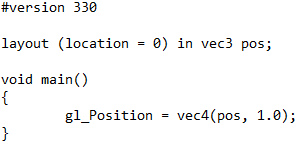 #version 330

layout (location = 0) in vec3 pos;

void main()
{
        gl_Position = vec4(pos, 1.0);
}